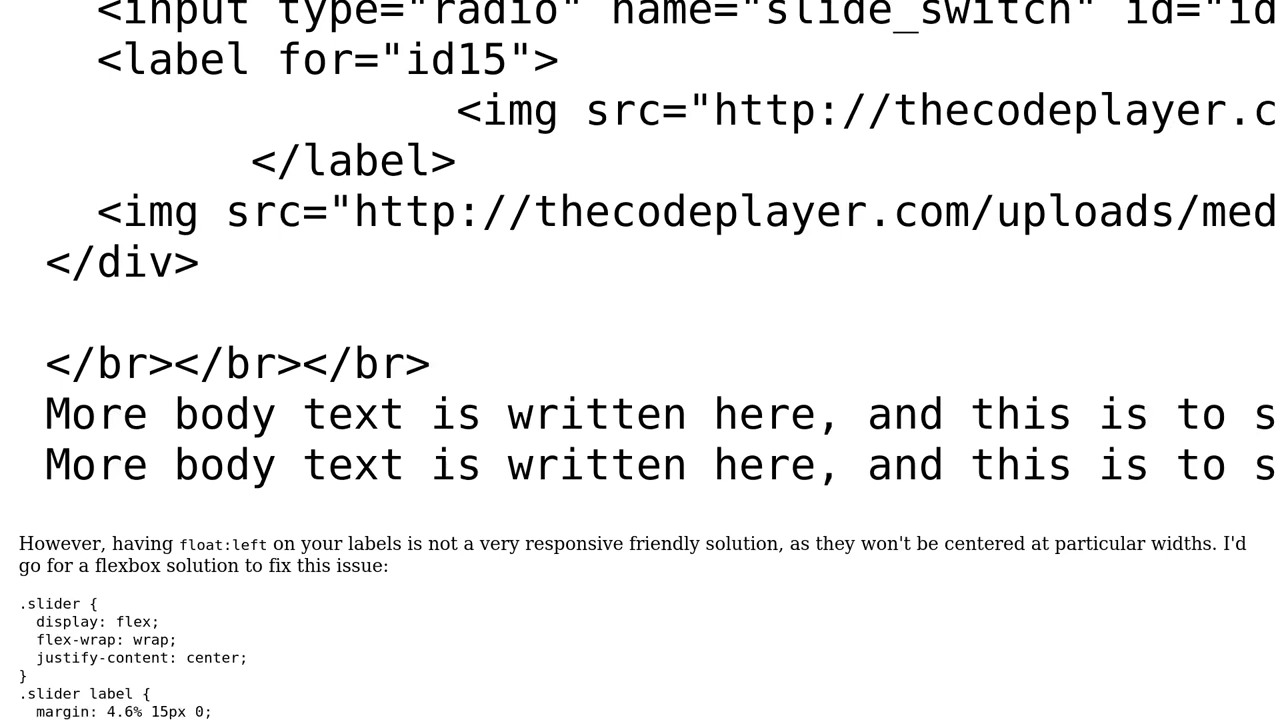 <input type="radio" name="slide_switch" id="id
<label for="id15">
<img src="http://thecodeplayer.c
</label>
<img src="http://thecodeplayer.com/uploads/med
</div>
</br></br></br>
More body text is written here, and this is to s
More body text is written here, and this is to s
However, having float:left on your labels is not a very responsive friendly solution, as they won't be centered at particular widths. I'd
go for a flexbox solution to fix this issue:
.slider {
display: flex;
flex-wrap: wrap;
justify-content: center;
}
.slider label {
margin: 4.6% 15px 0;